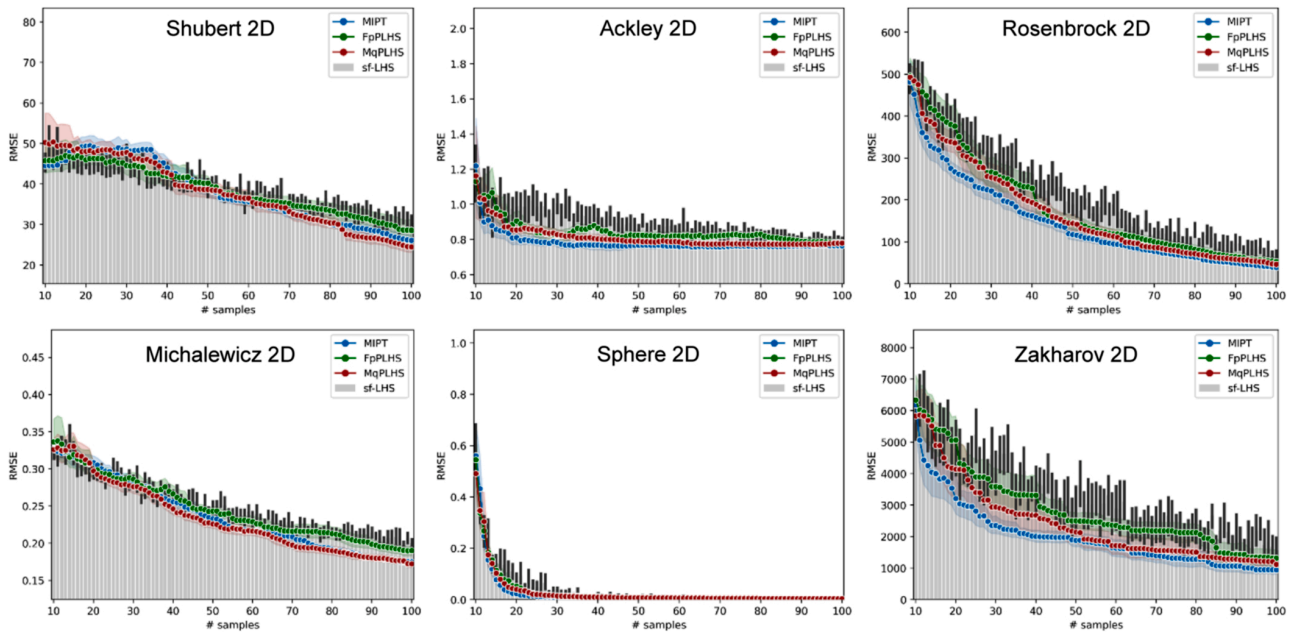 Shubert 2D
MIPT
FpPLHS
MqPLHS
sf-LHS
RMSE
80
70
60
50
40
30
20
10 20 30 40 50 60 70 80 90 100
# samples
Ackley 2D
MIPT
FpPLHS
MqPLHS
sf-LHS
RMSE
2.0
1.8
1.6
1.4
1.2
1.0
0.8
0.6
10 20 30 40 50 60 70 80 90 100
# samples
Rosenbrock 2D
MIPT
FpPLHS
MqPLHS
sf-LHS
RMSE
600
500
400
300
200
100
0
10 20 30 40 50 60 70 80 90 100
# samples
Michalewicz 2D
MIPT
FpPLHS
MqPLHS
sf-LHS
RMSE
0.45
0.40
0.35
0.30
0.25
0.20
0.15
10 20 30 40 50 60 70 80 90 100
# samples
Sphere 2D
MIPT
FpPLHS
MqPLHS
sf-LHS
RMSE
1.0
0.8
0.6
0.4
0.2
0.0
10 20 30 40 50 60 70 80 90 100
# samples
Zakharov 2D
MIPT
FpPLHS
MqPLHS
sf-LHS
RMSE
8000
7000
6000
5000
4000
3000
2000
1000
0
10 20 30 40 50 60 70 80 90 100
# samples